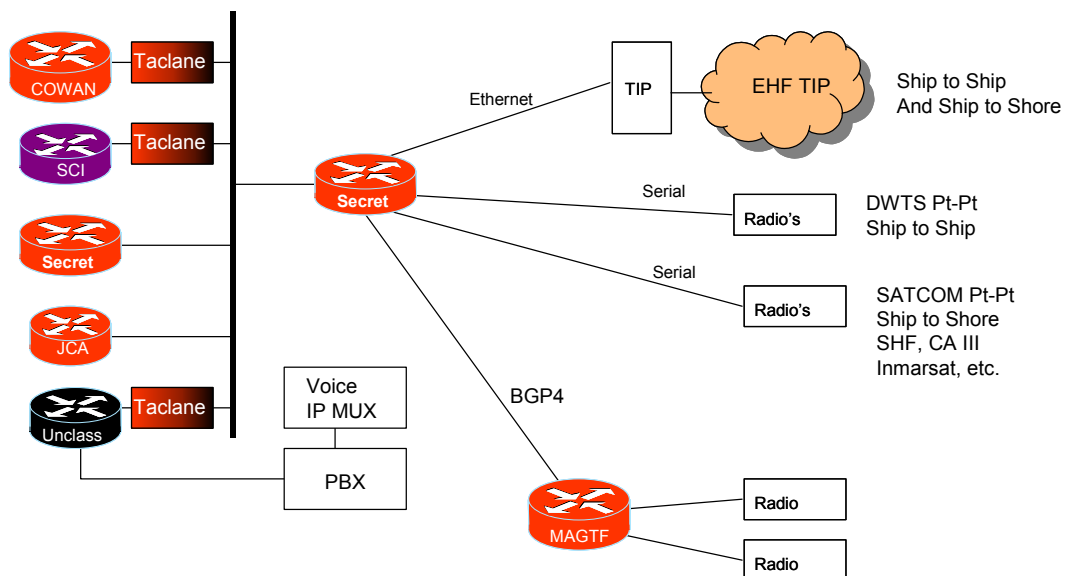 Taclane
COWAN
Taclane
SCI
Secret
JCA
Taclane
Unclass
Voice
IP MUX
PBX
Secret
Ethernet
TIP
EHF TIP
Ship to Ship
And Ship to Shore
Serial
Radio's
DWTS Pt-Pt
Ship to Ship
Serial
Radio's
SATCOM Pt-Pt
Ship to Shore
SHF, CA III
Inmarsat, etc.
BGP4
MAGTF
Radio
Radio